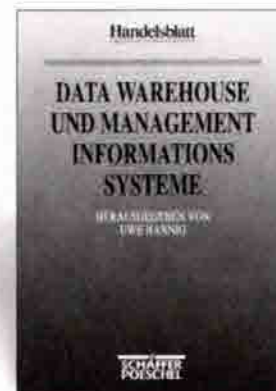 Handelsblatt
DATA WAREHOUSE
UND MANAGEMENT
INFORMATIONS
SYSTEME
HERAUSGEGEBEN VON
UWE HANNIG
SCHÄFFER
POESCHEL